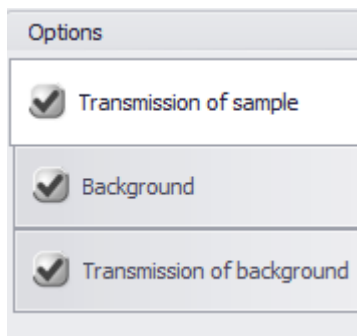 Options
Transmission of sample
Background
Transmission of background